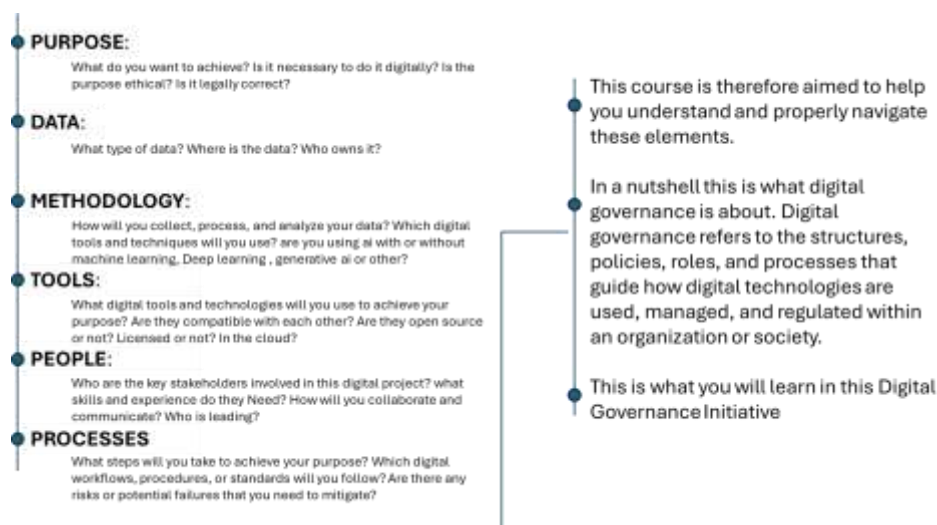 PURPOSE:
What do you want to achieve? Is it necessary to do it digitally? Is the
purpose ethical? Is it legally correct?
DATA:
What type of data? Where is the data? Who owns it?
METHODOLOGY:
How will you collect, process, and analyze your data? Which digital
tools and techniques will you use? are you using ai with or without
machine learning, Deep learning , generative ai or other?
TOOLS:
What digital tools and technologies will you use to achieve your
purpose? Are they compatible with each other? Are they open source
or not? Licensed or not? In the cloud?
PEOPLE:
Who are the key stakeholders involved in this digital project? what
skills and experience do they Need? How will you collaborate and
communicate? Who is leading?
PROCESSES
What steps will you take to achieve your purpose? Which digital
workflows, procedures, or standards will you follow? Are there any
risks or potential failures that you need to mitigate?
This course is therefore aimed to help
you understand and properly navigate
these elements.
In a nutshell this is what digital
governance is about. Digital
governance refers to the structures,
policies, roles, and processes that
guide how digital technologies are
used, managed, and regulated within
an organization or society.
This is what you will learn in this Digital
Governance Initiative